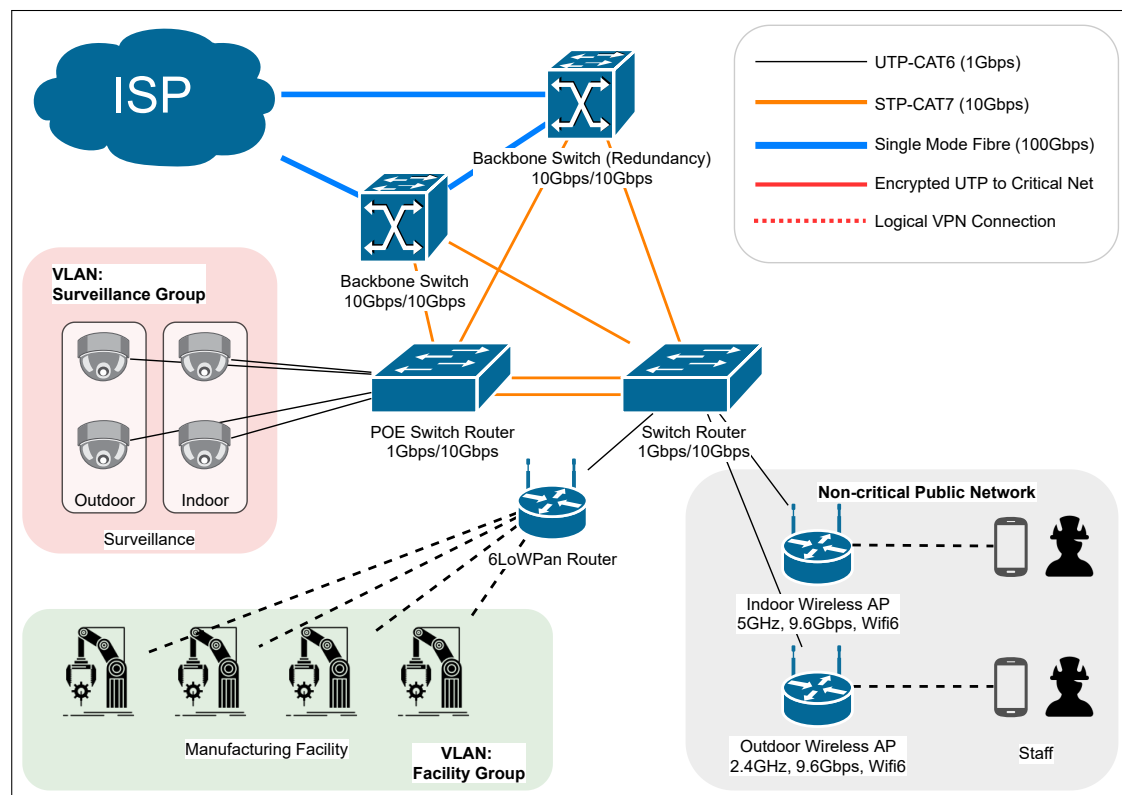 ISP
UTP-CAT6 (1Gbps)
STP-CAT7 (10Gbps)
Single Mode Fibre (100Gbps)
Encrypted UTP to Critical Net
Logical VPN Connection
Backbone Switch (Redundancy)
10Gbps/10Gbps
Backbone Switch
10Gbps/10Gbps
VLAN:
Surveillance Group
Outdoor
Indoor
Surveillance
POE Switch Router
1Gbps/10Gbps
Switch Router
1Gbps/10Gbps
6LoWPan Router
Non-critical Public Network
Indoor Wireless AP
5GHz, 9.6Gbps, Wifi6
Outdoor Wireless AP
2.4GHz, 9.6Gbps, Wifi6
Staff
Manufacturing Facility
VLAN:
Facility Group